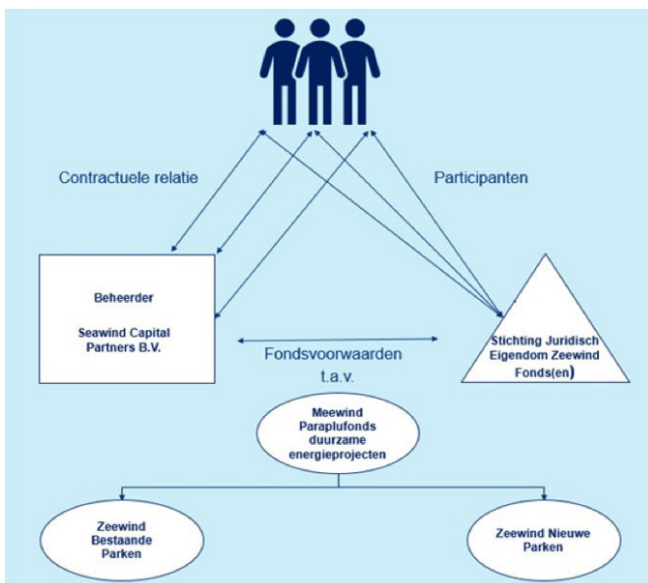 Contractuele relatie
Participanten
Beheerder
Seawind Capital
Partners B.V.
Stichting Juridisch
Eigendom Zeewind
Fonds(en)
Fondsvoorwaarden
t.a.v.
Meewind
Paraplufonds
duurzame
energieprojecten
Zeewind
Bestaande
Parken
Zeewind Nieuwe
Parken